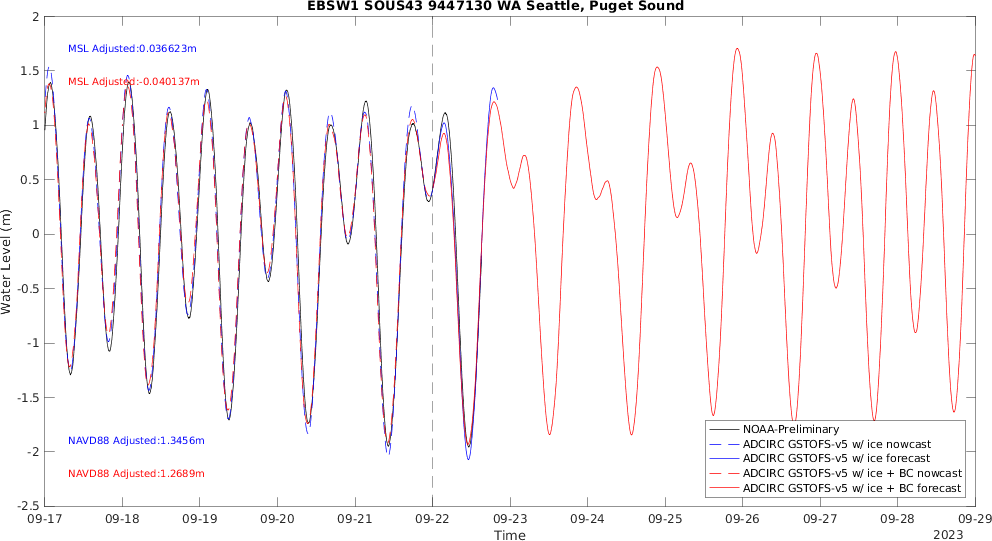 EBSW1 SOUS43 9447130 WA Seattle, Puget Sound
2
1.5
1
0.5
0
-0.5
-1
-1.5
-2
-2.5
Water Level (m)
MSL Adjusted:0.036623m
MSL Adjusted:-0.040137m
NAVD88 Adjusted:1.3456m
NAVD88 Adjusted:1.2689m
NOAA-Preliminary
ADCIRC GSTOFS-v5 w/ ice nowcast
ADCIRC GSTOFS-v5 w/ ice forecast
ADCIRC GSTOFS-v5 w/ ice + BC nowcast
ADCIRC GSTOFS-v5 w/ ice + BC forecast
09-17 09-18 09-19 09-20 09-21 09-22 09-23 09-24 09-25 09-26 09-27 09-28 09-29
Time
2023